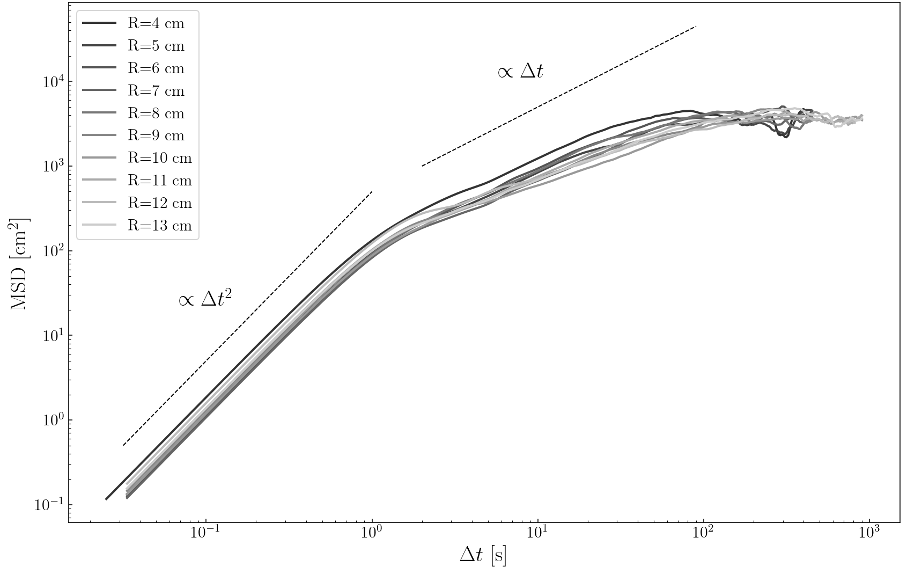 R=4 cm
R=5 cm
R=6 cm
R=7 cm
R=8 cm
R=9 cm
R=10 cm
R=11 cm
R=12 cm
R=13 cm
∝ Δt
∝ Δt²
MSD [cm²]
10⁴
10³
10²
10¹
10⁰
10⁻¹
10⁻¹ 10⁰ 10¹ 10² 10³
Δt [s]